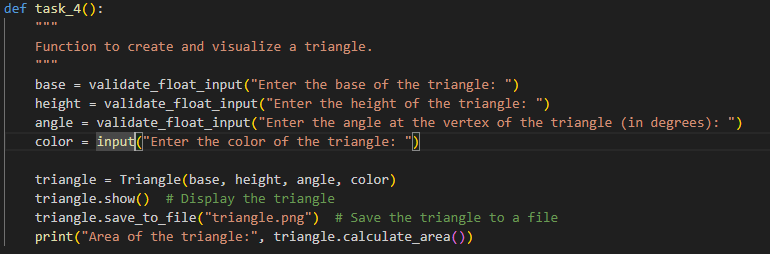 def task_4():
    """
    Function to create and visualize a triangle.
    """
    base = validate_float_input("Enter the base of the triangle: ")
    height = validate_float_input("Enter the height of the triangle: ")
    angle = validate_float_input("Enter the angle at the vertex of the triangle (in degrees): ")
    color = input("Enter the color of the triangle: ")

    triangle = Triangle(base, height, angle, color)
    triangle.show()  # Display the triangle
    triangle.save_to_file("triangle.png")  # Save the triangle to a file
    print("Area of the triangle:", triangle.calculate_area())